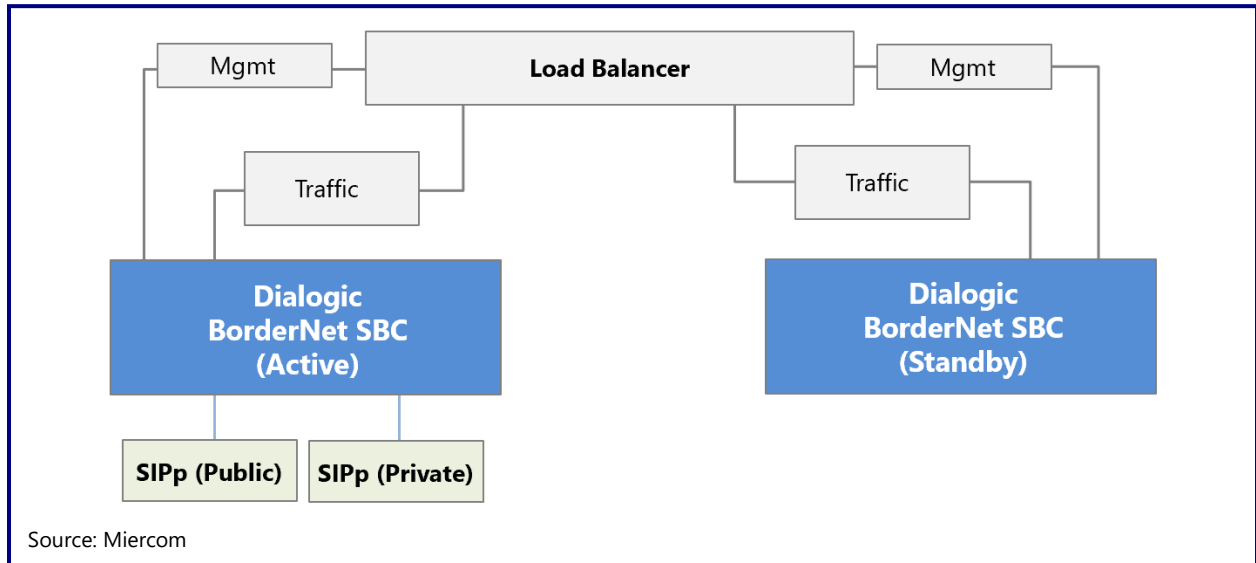 Mgmt
Load Balancer
Mgmt
Traffic
Traffic
Dialogic
BorderNet SBC
(Active)
Dialogic
BorderNet SBC
(Standby)
SIPp (Public)
SIPp (Private)
Source: Miercom